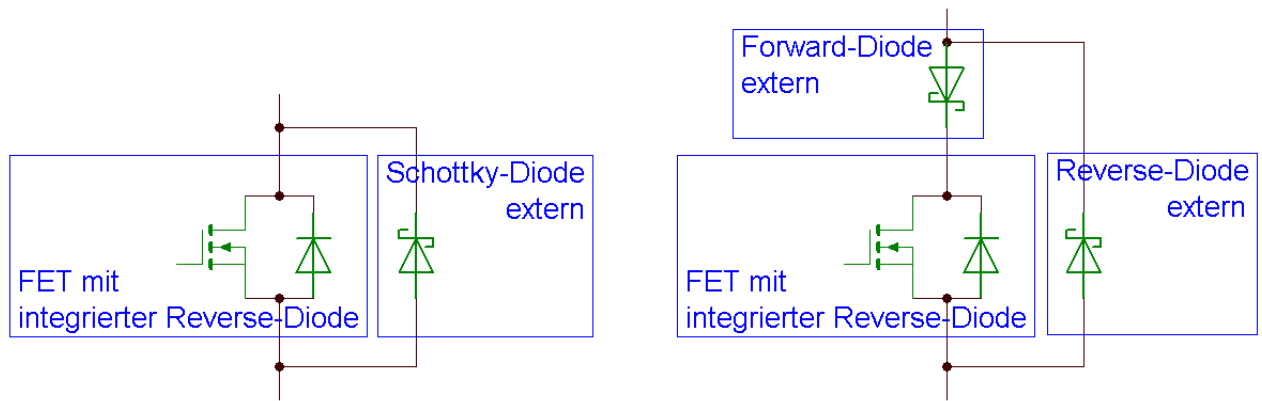 Schottky-Diode
extern
FET mit
integrierter Reverse-Diode
Forward-Diode
extern
Reverse-Diode
extern
FET mit
integrierter Reverse-Diode